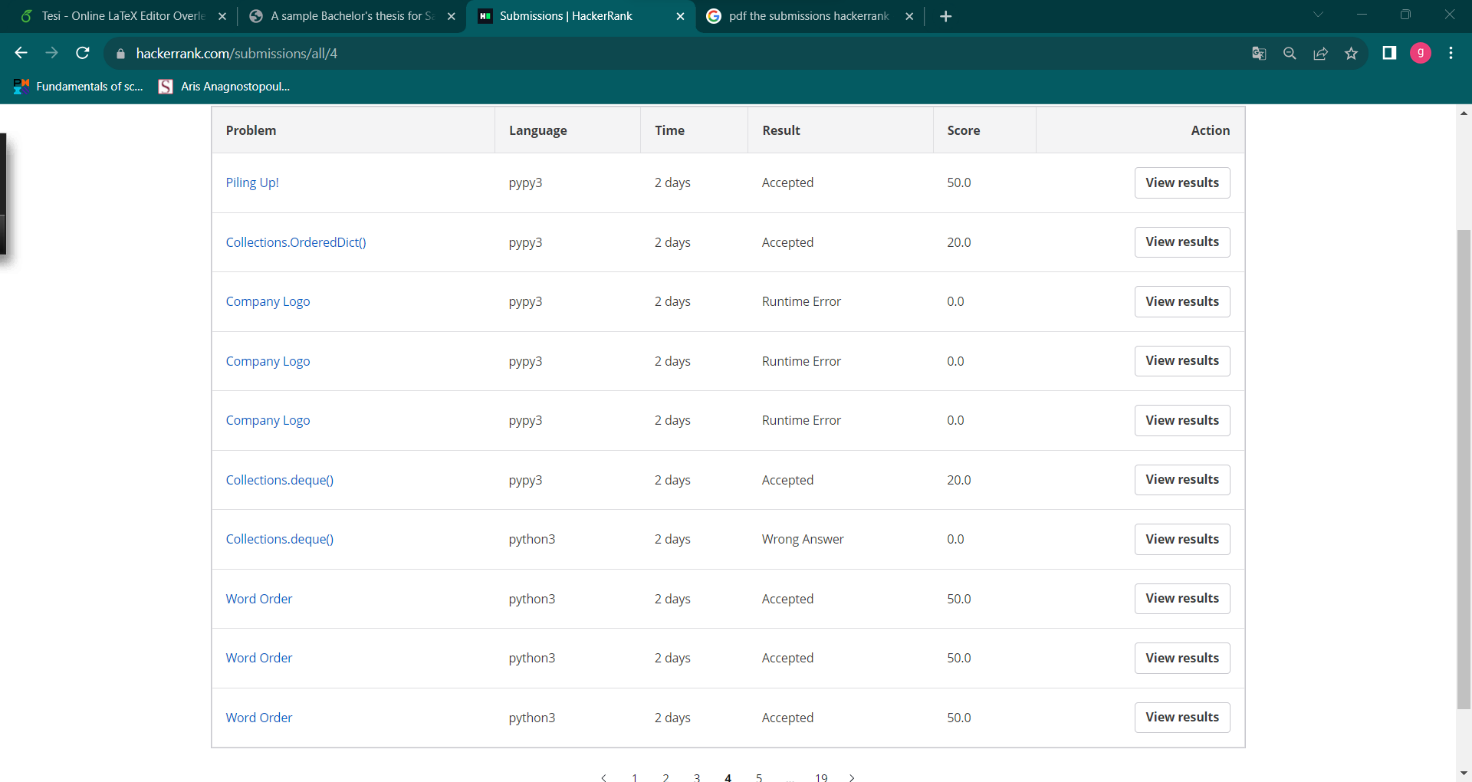 Tesi - Online LaTeX Editor Overle
A sample Bachelor's thesis for Sa
Submissions | HackerRank
pdf the submissions hackerrank
hackerrank.com/submissions/all/4
g
Fundamentals of sc...
Aris Anagnostopoul...
Problem Language Time Result Score Action
Piling Up! pypy3 2 days Accepted 50.0 View results
Collections.OrderedDict() pypy3 2 days Accepted 20.0 View results
Company Logo pypy3 2 days Runtime Error 0.0 View results
Company Logo pypy3 2 days Runtime Error 0.0 View results
Company Logo pypy3 2 days Runtime Error 0.0 View results
Collections.deque() pypy3 2 days Accepted 20.0 View results
Collections.deque() python3 2 days Wrong Answer 0.0 View results
Word Order python3 2 days Accepted 50.0 View results
Word Order python3 2 days Accepted 50.0 View results
Word Order python3 2 days Accepted 50.0 View results
1 2 3 4 5 ... 19